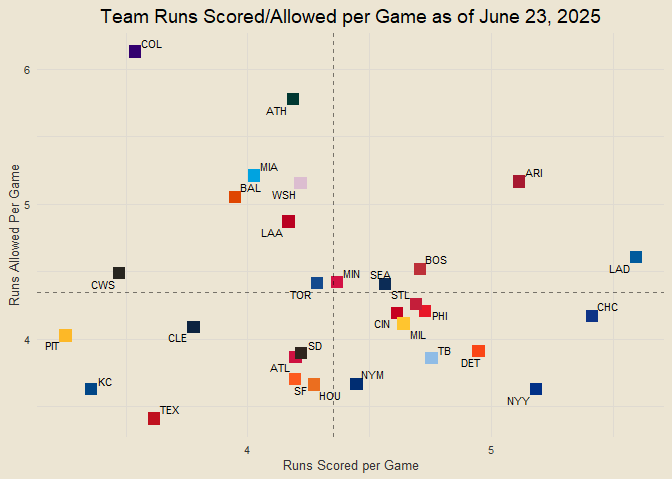 Team Runs Scored/Allowed per Game as of June 23, 2025
COL
6
ATH
MIA
ARI
BAL
WSH
5
LAA
BOS
LAD
MIN
SEA
CWS
TOR
STL
CHC
PHI
CIN
MIL
4
CLE
PIT
SD
TB
DET
ATL
NYM
KC
SF
HOU
NYY
TEX
4
5
Runs Scored per Game
Runs Allowed Per Game